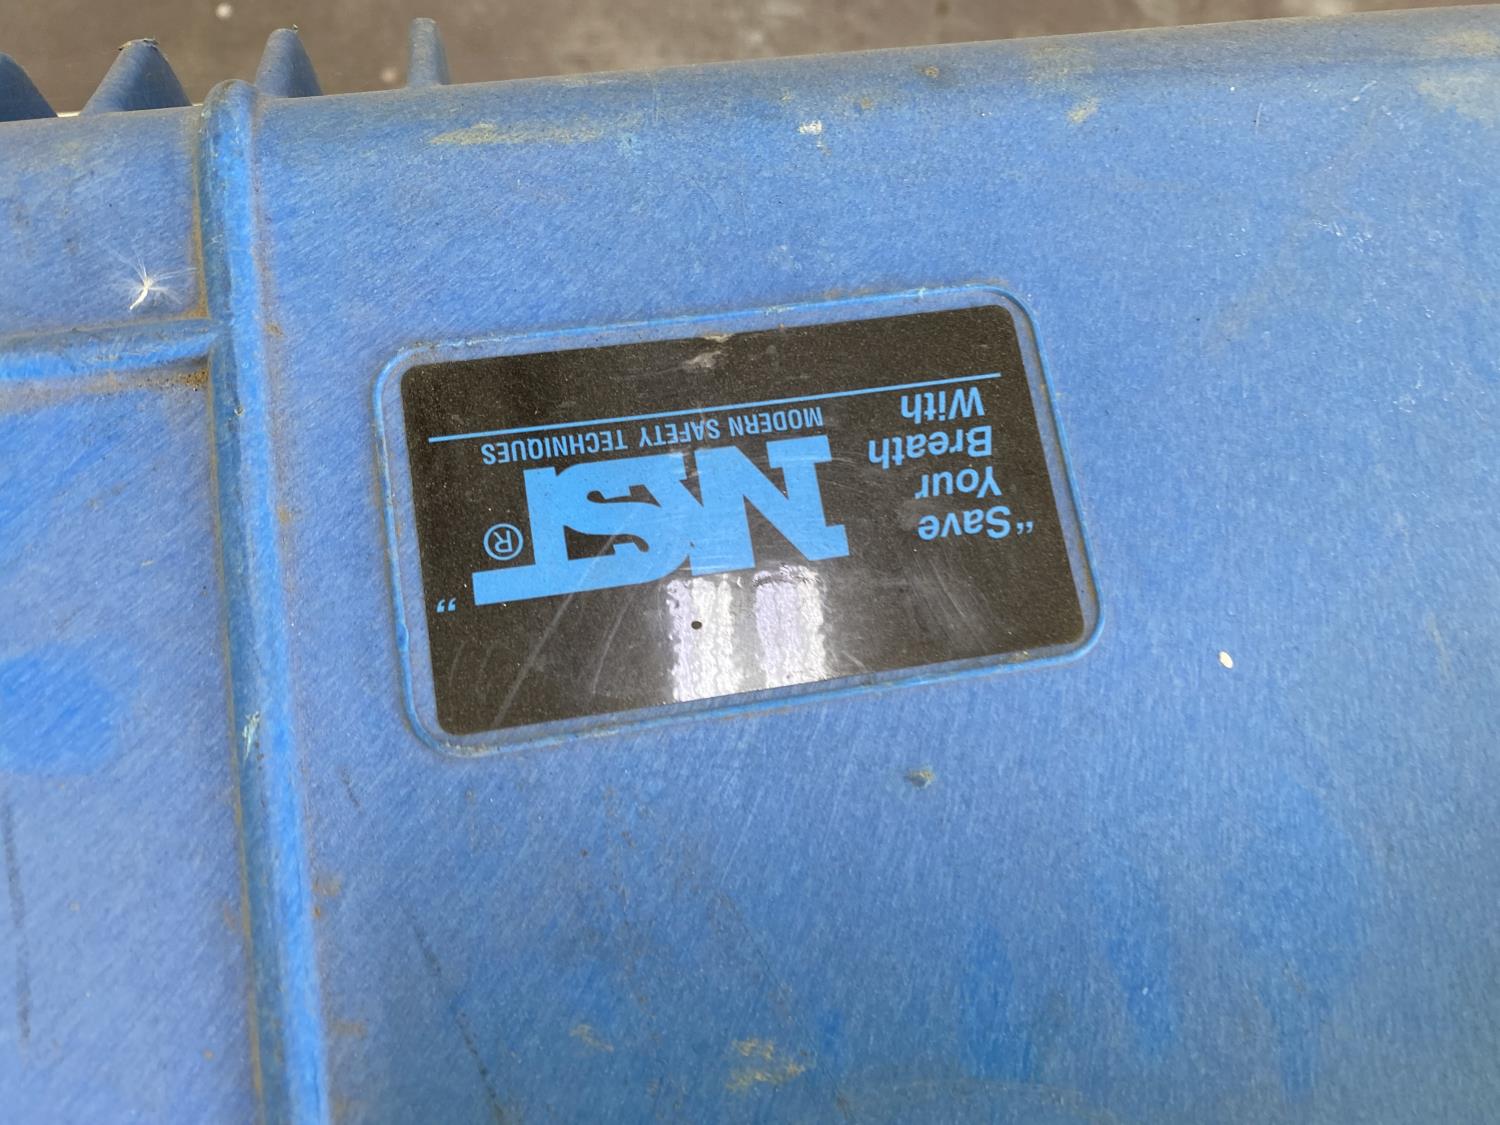 "Save
Your
Breath
With
MST®"
MODERN SAFETY TECHNIQUES